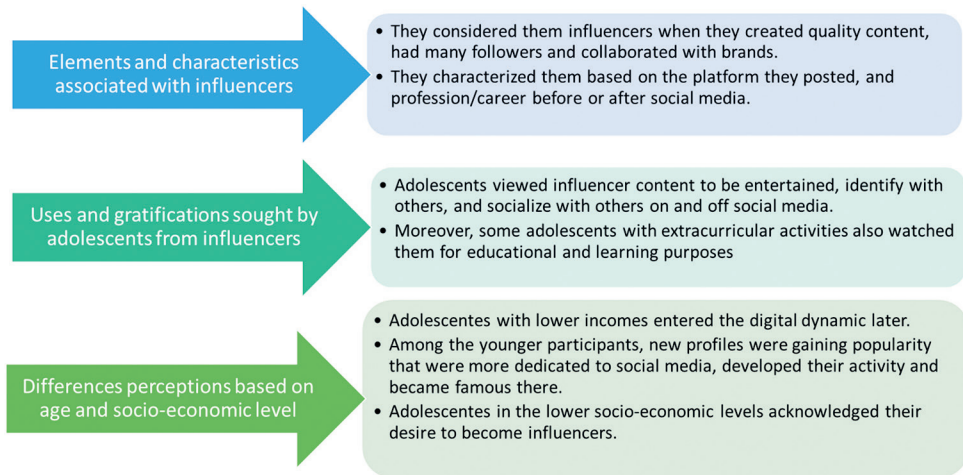 Elements and characteristics
associated with influencers
• They considered them influencers when they created quality content,
had many followers and collaborated with brands.
• They characterized them based on the platform they posted, and
profession/career before or after social media.
Uses and gratifications sought by
adolescents from influencers
• Adolescents viewed influencer content to be entertained, identify with
others, and socialize with others on and off social media.
• Moreover, some adolescents with extracurricular activities also watched
them for educational and learning purposes
Differences perceptions based on
age and socio-economic level
• Adolescentes with lower incomes entered the digital dynamic later.
• Among the younger participants, new profiles were gaining popularity
that were more dedicated to social media, developed their activity and
became famous there.
• Adolescentes in the lower socio-economic levels acknowledged their
desire to become influencers.